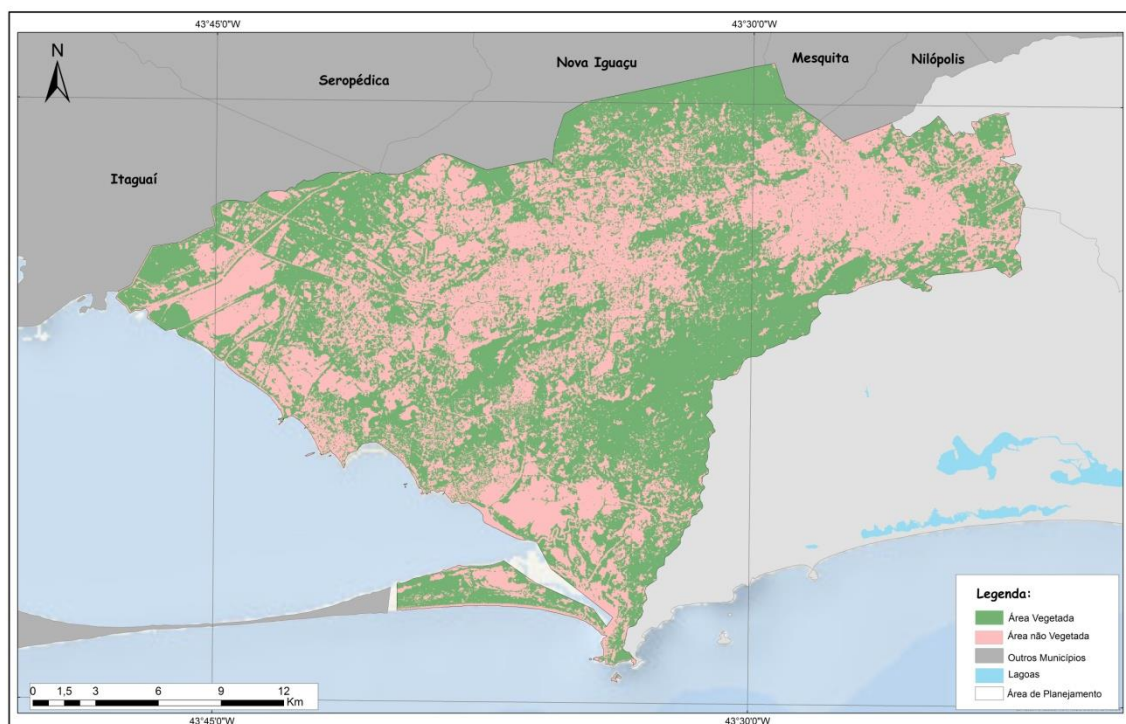 43°45'0"W
43°30'0"W
N
Nova Iguaçu
Mesquita
Nilópolis
Seropédica
Itaguaí
Legenda:
Área Vegetada
Área não Vegetada
Outros Municípios
Lagoas
Área de Planejamento
0 1,5 3 6 9 12
Km
43°45'0"W
43°30'0"W